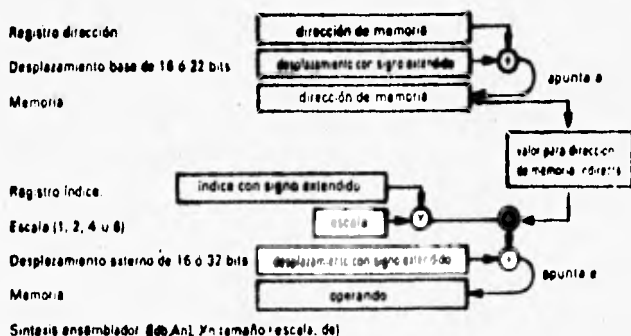 Registro dirección
dirección de memoria
Desplazamiento base de 16 ó 32 bits
desplazamiento con signo extendido
+
apunta a
Memoria
dirección de memoria
valor para dirección
de memoria indirecta
Registro índice
índice con signo extendido
Escala (1, 2, 4 u 8)
escala
Desplazamiento externo de 16 ó 32 bits
desplazamiento con signo extendido
+
apunta a
Memoria
operando
Sintaxis ensamblador